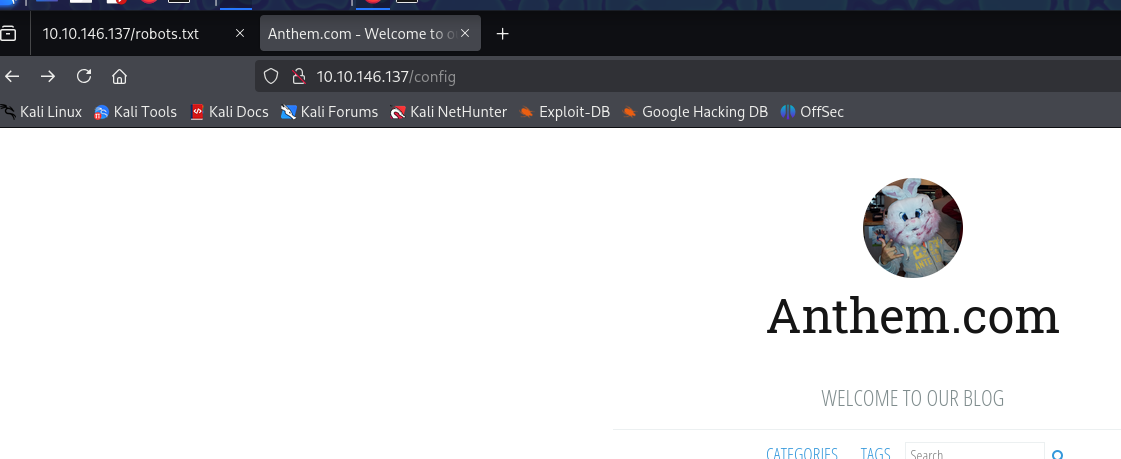 10.10.146.137/robots.txt
Anthem.com - Welcome to o
10.10.146.137/config
Kali Linux Kali Tools Kali Docs Kali Forums Kali NetHunter Exploit-DB Google Hacking DB OffSec
Anthem.com
WELCOME TO OUR BLOG
CATEGORIES TAGS Search